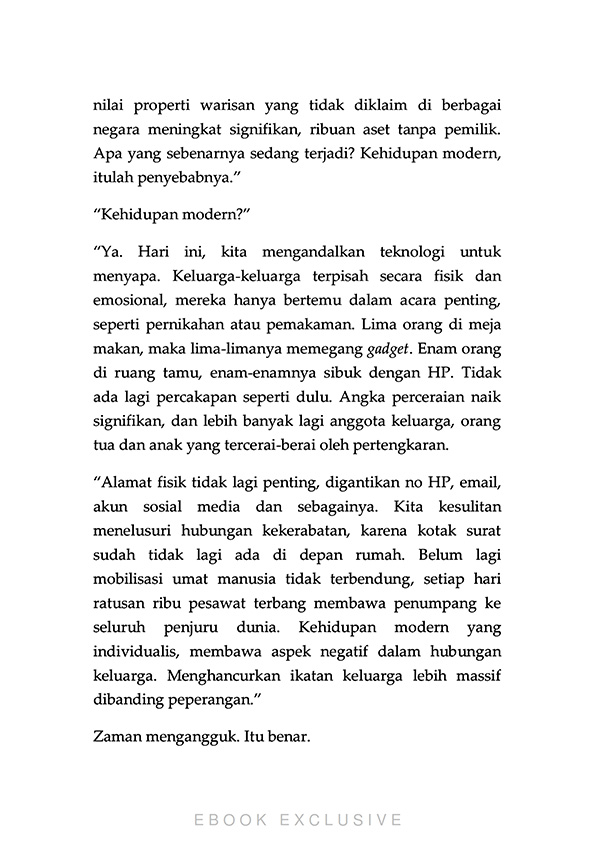 nilai properti warisan yang tidak diklaim di berbagai
negara meningkat signifikan, ribuan aset tanpa pemilik.
Apa yang sebenarnya sedang terjadi? Kehidupan modern,
itulah penyebabnya.”
“Kehidupan modern?”
“Ya. Hari ini, kita mengandalkan teknologi untuk
menyapa. Keluarga-keluarga terpisah secara fisik dan
emosional, mereka hanya bertemu dalam acara penting,
seperti pernikahan atau pemakaman. Lima orang di meja
makan, maka lima-limanya memegang gadget. Enam orang
di ruang tamu, enam-enamnya sibuk dengan HP. Tidak
ada lagi percakapan seperti dulu. Angka perceraian naik
signifikan, dan lebih banyak lagi anggota keluarga, orang
tua dan anak yang tercerai-berai oleh pertengkaran.
“Alamat fisik tidak lagi penting, digantikan no HP, email,
akun sosial media dan sebagainya. Kita kesulitan
menelusuri hubungan kekerabatan, karena kotak surat
sudah tidak lagi ada di depan rumah. Belum lagi
mobilisasi umat manusia tidak terbendung, setiap hari
ratusan ribu pesawat terbang membawa penumpang ke
seluruh penjuru dunia. Kehidupan modern yang
individualis, membawa aspek negatif dalam hubungan
keluarga. Menghancurkan ikatan keluarga lebih massif
dibanding peperangan.”
Zaman mengangguk. Itu benar.
EBOOK EXCLUSIVE